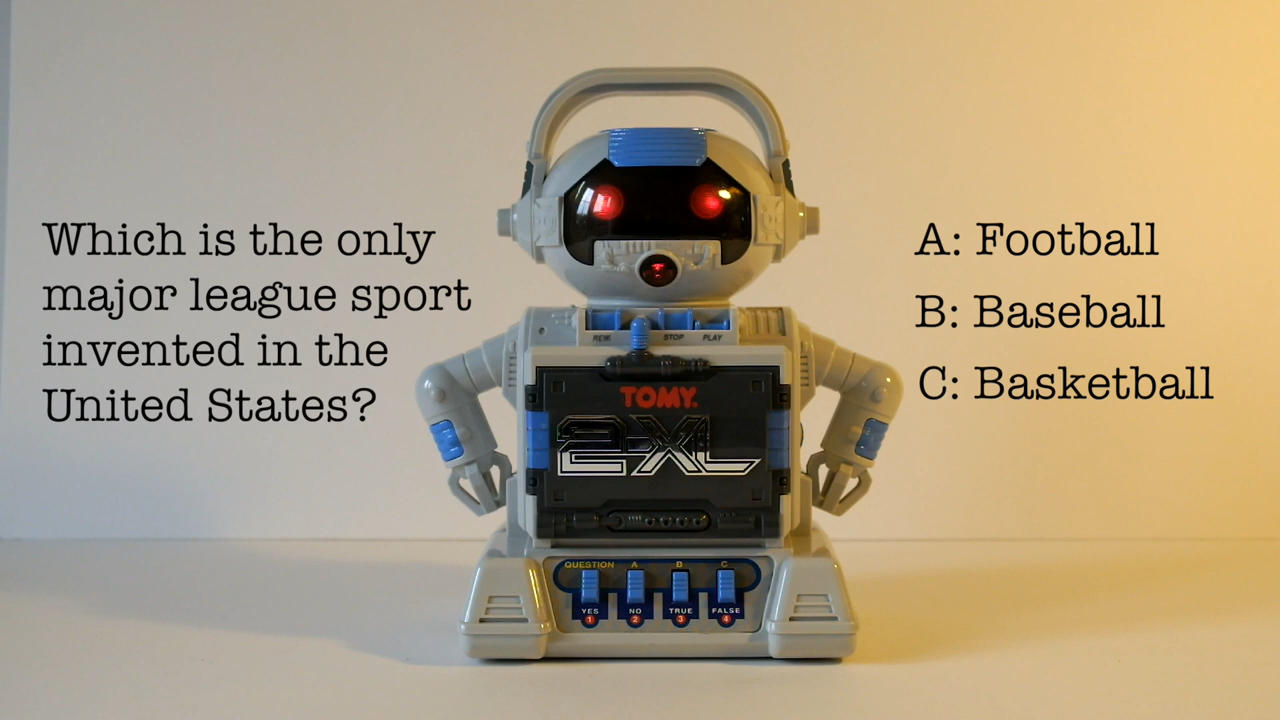 Which is the only
major league sport
invented in the
United States?
A: Football
B: Baseball
C: Basketball
REW.
STOP
PLAY
TOMY.
2-XL
QUESTION A B C
YES NO TRUE FALSE
1 2 3 4